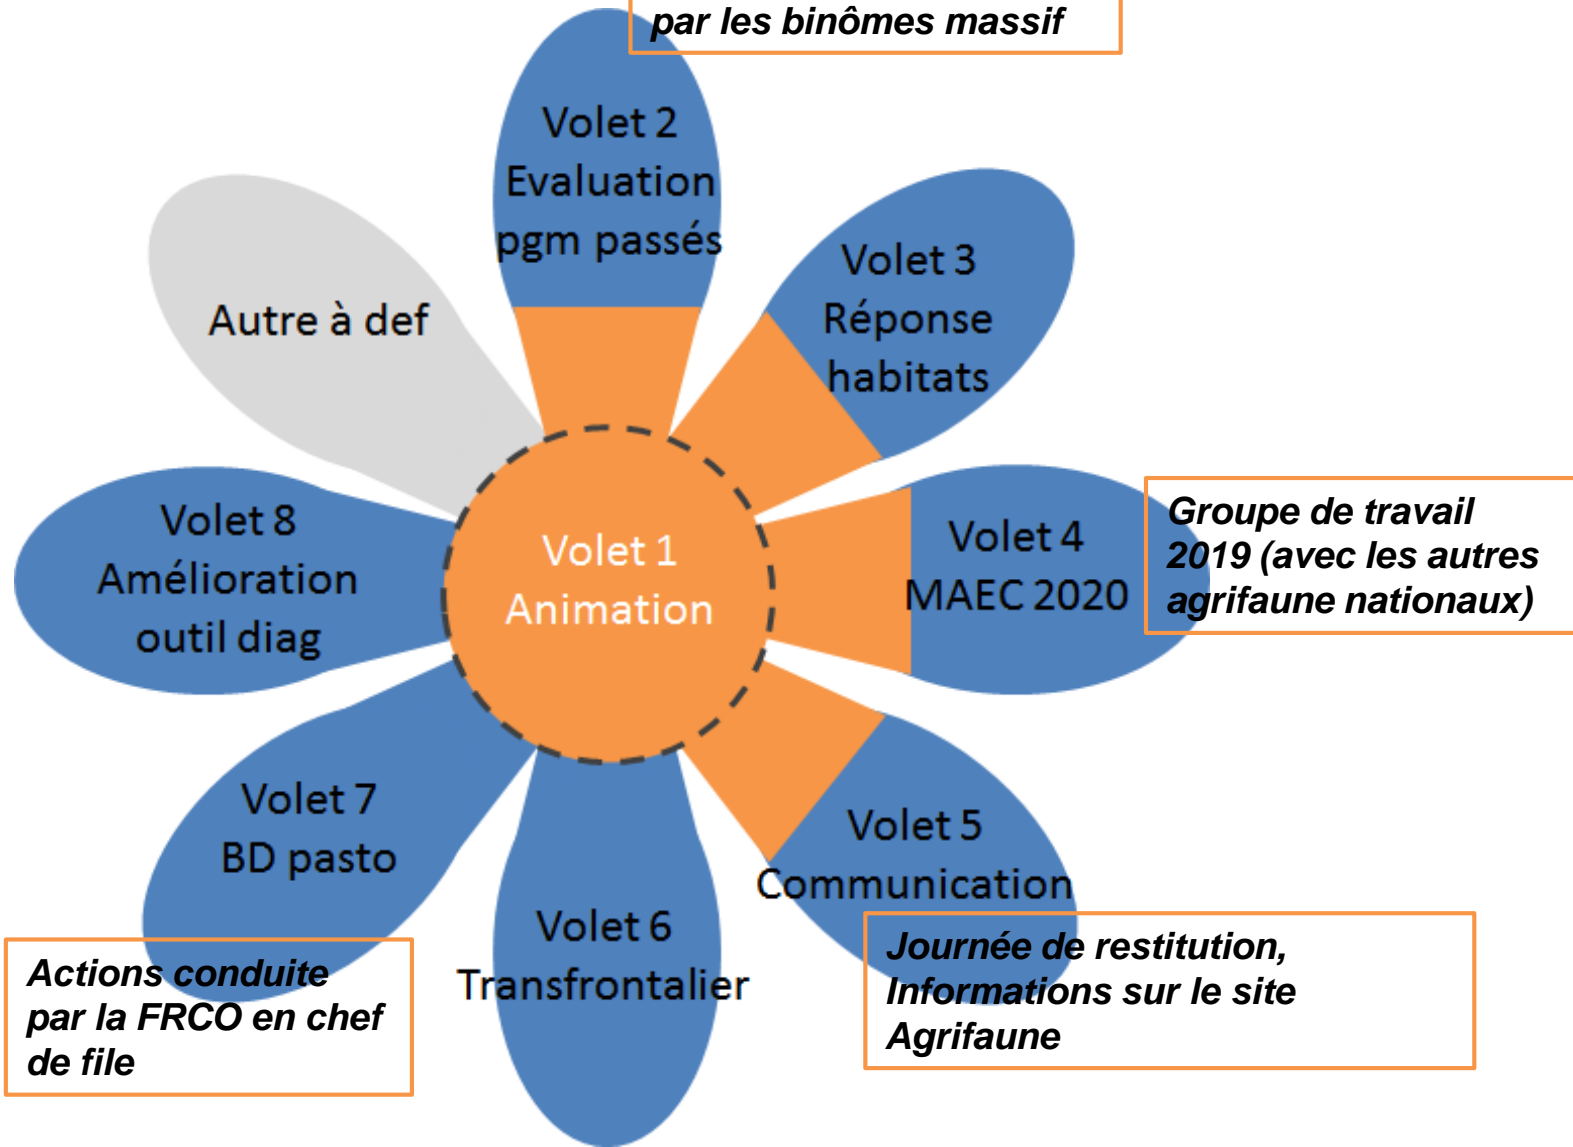 par les binômes massif
Volet 2
Evaluation
pgm passés
Volet 3
Réponse
habitats
Autre à def
Volet 4
MAEC 2020
Groupe de travail
2019 (avec les autres
agrifaune nationaux)
Volet 8
Amélioration
outil diag
Volet 1
Animation
Volet 7
BD pasto
Volet 5
Communication
Volet 6
Transfrontalier
Actions conduite
par la FRCO en chef
de file
Journée de restitution,
Informations sur le site
Agrifaune